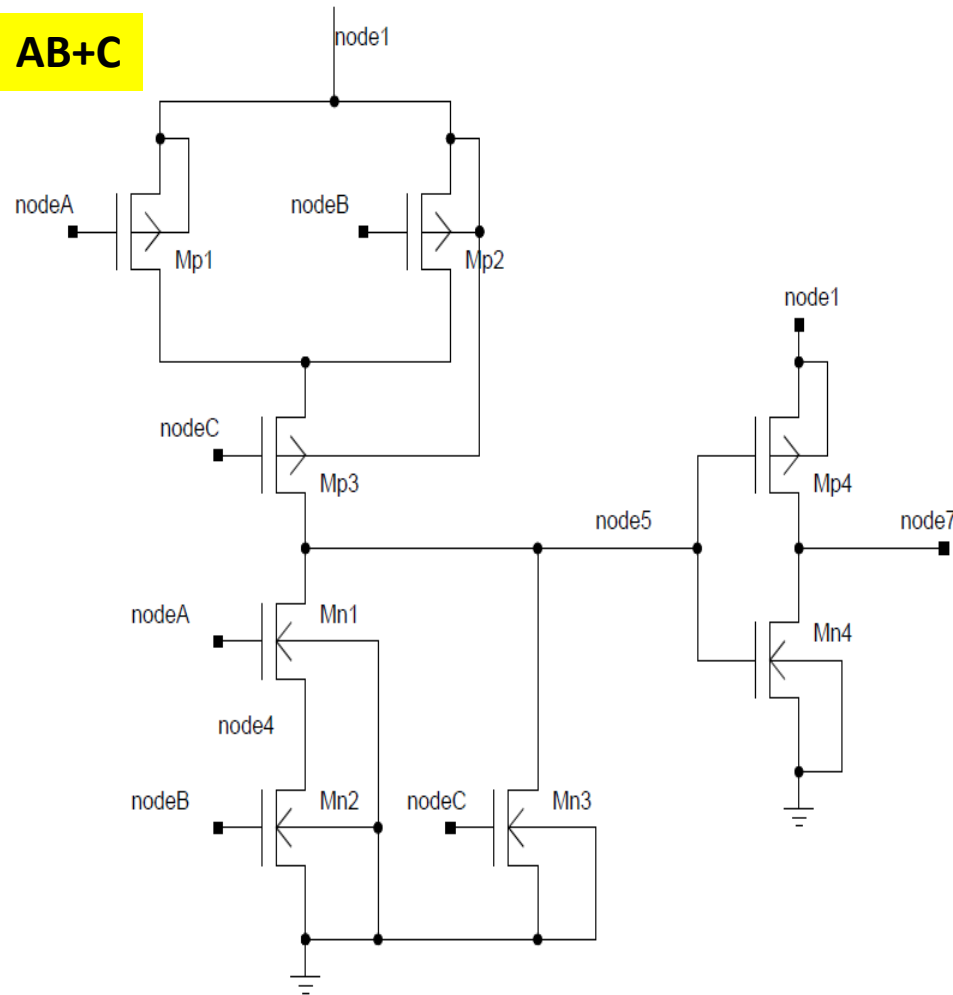 AB+C
node1
nodeA
Mp1
nodeB
Mp2
node1
nodeC
Mp3
Mp4
node5
node7
nodeA
Mn1
Mn4
node4
nodeB
Mn2
nodeC
Mn3